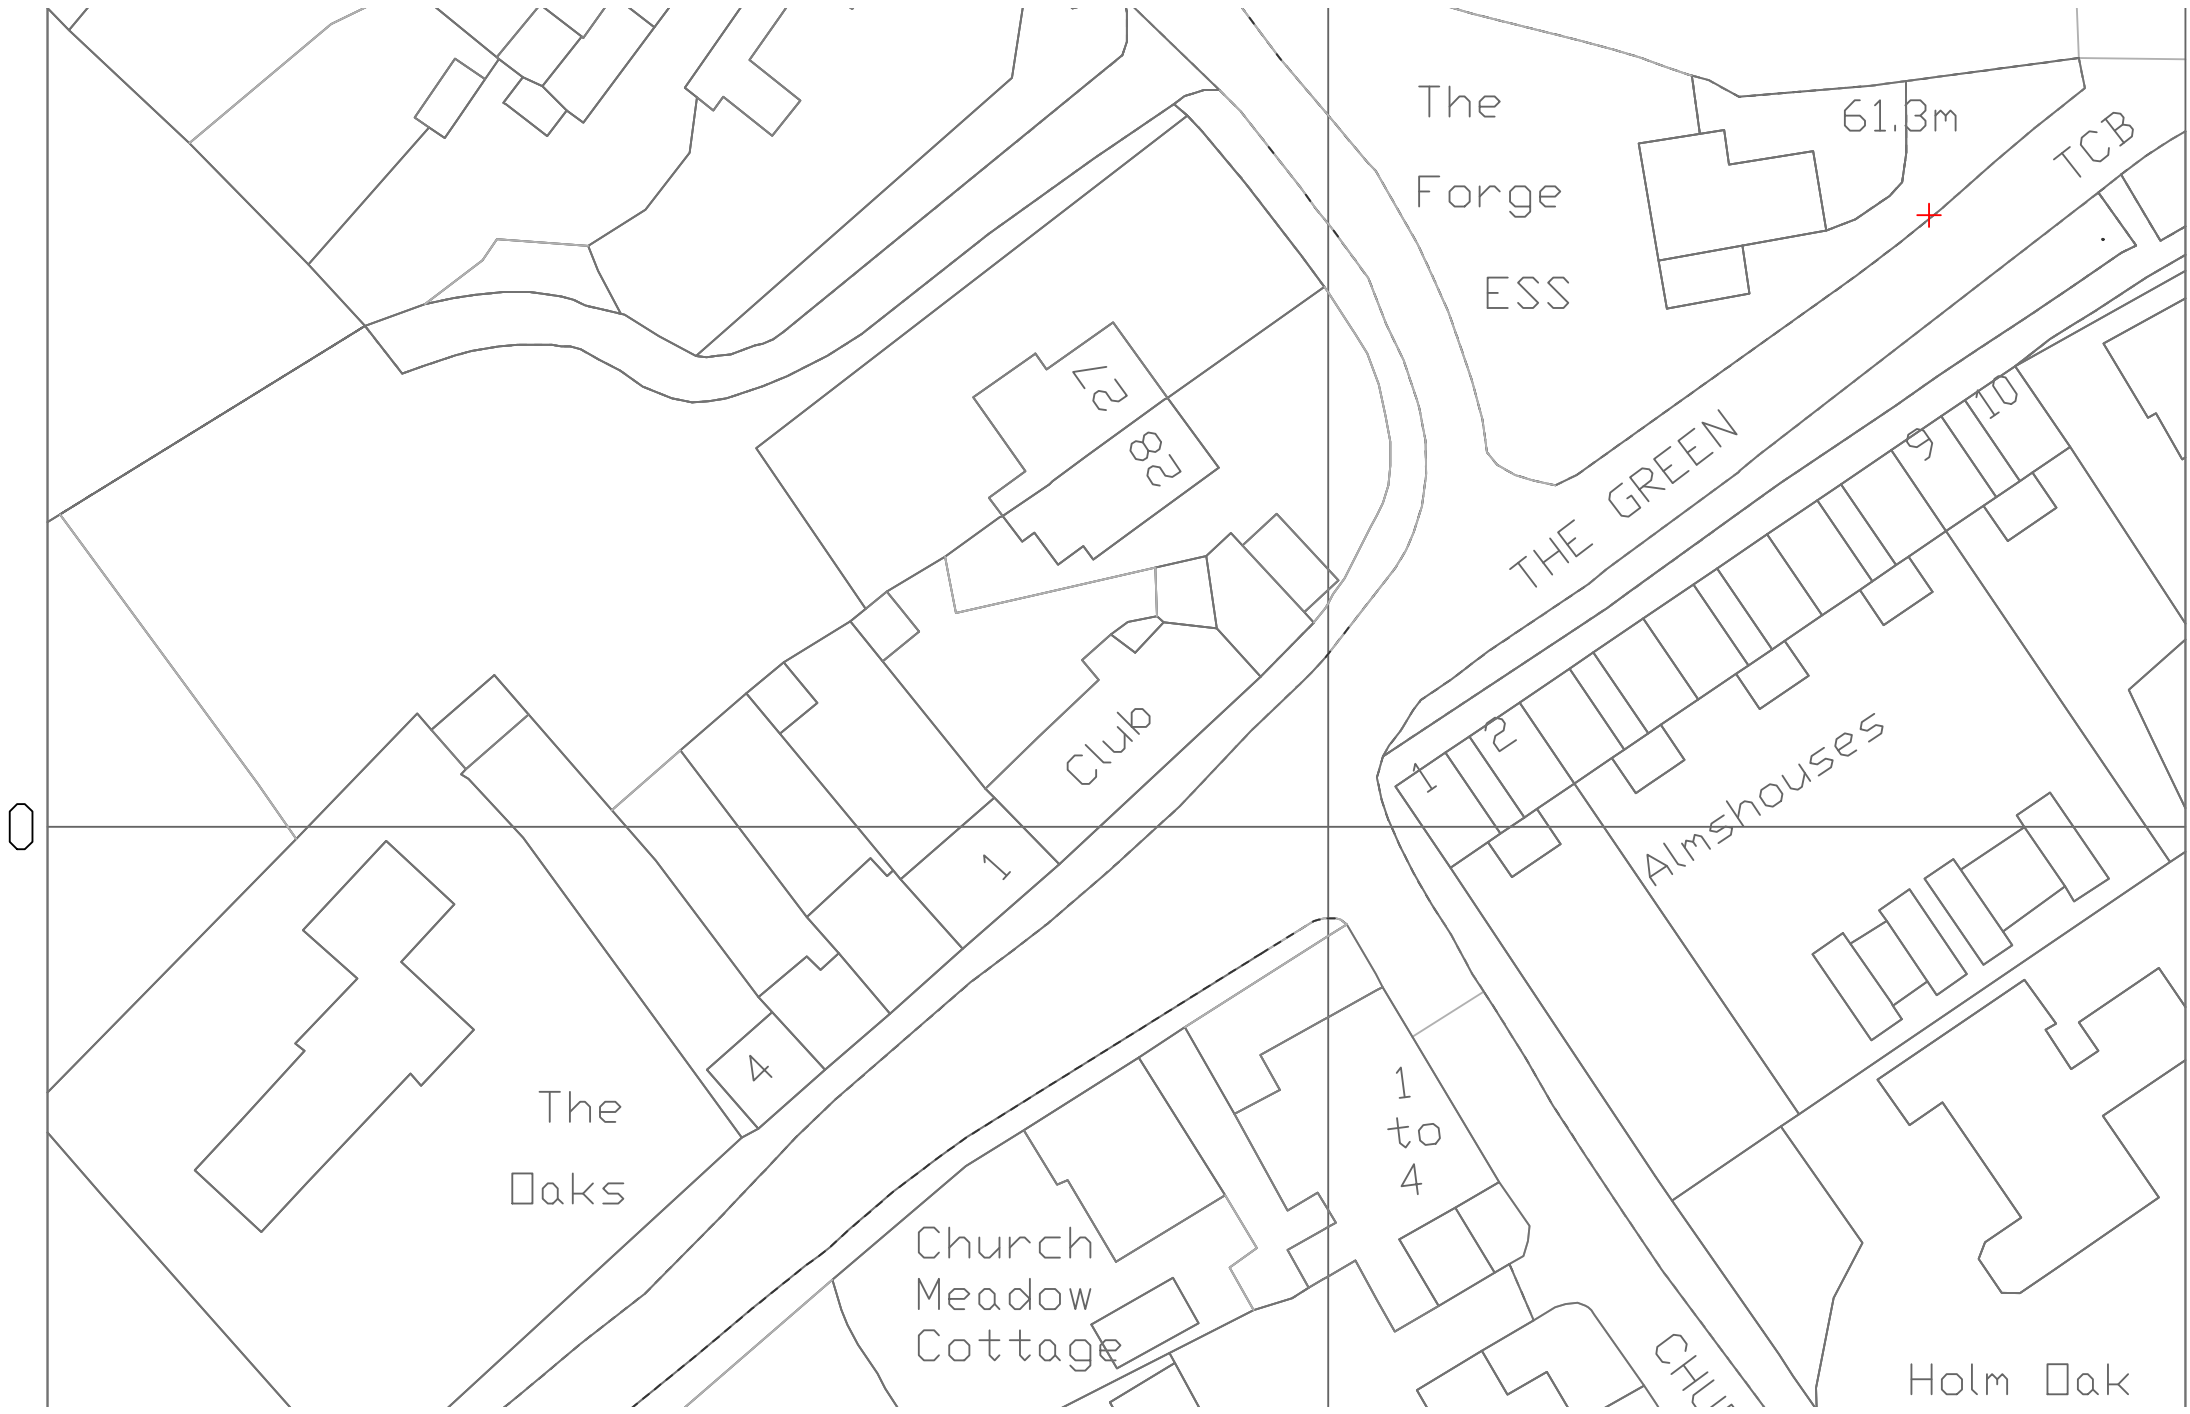 The
Forge
ESS
61.3m
TCB
27
28
THE GREEN
10
9
2
1
Club
Almshouses
0
1
4
The
Oaks
1
to
4
Church
Meadow
Cottage
CHU
Holm Oak